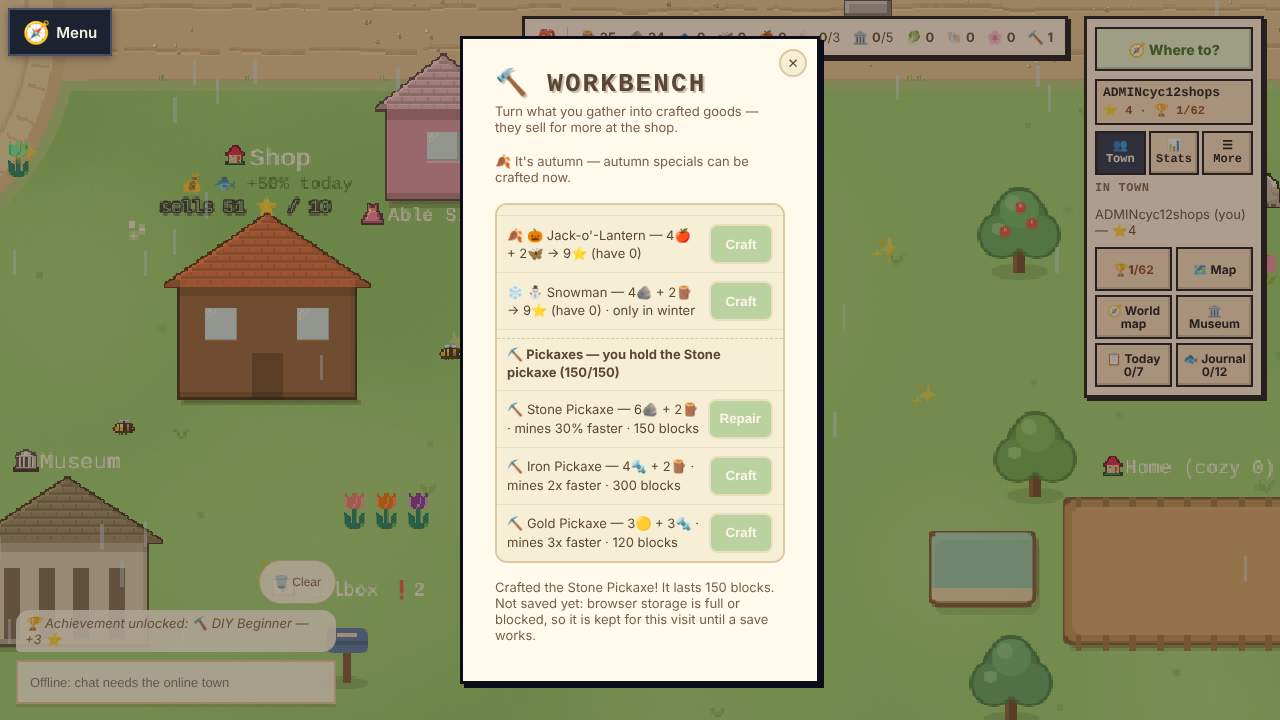 🧭 Menu
0/3 🏛️ 0/5 🥬 0 🐚 0 🌸 0 🔨 1
🧭 Where to?
ADMINcyc12shops
⭐ 4 · 🏆 1/62
👥 Town
📊 Stats
☰ More
IN TOWN
ADMINcyc12shops (you)
— ⭐4
🏆1/62
🗺️ Map
🧭 World
map
🏛️
Museum
📋 Today
0/7
🐟 Journal
0/12
Shop
💰 🐟 +50% today
sells 51 ⭐ / 10
Able S
Museum
Home (cozy 0)
lbox ❗2
🗑️ Clear
🏆 Achievement unlocked: 🔨 DIY Beginner —
+3 ⭐
Offline: chat needs the online town
🔨 WORKBENCH
✕
Turn what you gather into crafted goods —
they sell for more at the shop.
🍂 It's autumn — autumn specials can be
crafted now.
🍂 🎃 Jack-o'-Lantern — 4🍎
+ 2🦋 → 9⭐ (have 0)
Craft
❄️ ⛄ Snowman — 4🪨 + 2🪵
→ 9⭐ (have 0) · only in winter
Craft
⛏️ Pickaxes — you hold the Stone
pickaxe (150/150)
⛏️ Stone Pickaxe — 6🪨 + 2🪵
· mines 30% faster · 150 blocks
Repair
⛏️ Iron Pickaxe — 4🔩 + 2🪵 ·
mines 2x faster · 300 blocks
Craft
⛏️ Gold Pickaxe — 3🟡 + 3🔩 ·
mines 3x faster · 120 blocks
Craft
Crafted the Stone Pickaxe! It lasts 150 blocks.
Not saved yet: browser storage is full or
blocked, so it is kept for this visit until a save
works.